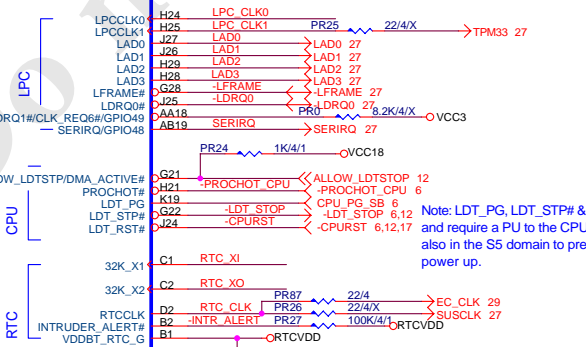 LPC
LPCCLK0 H24 LPC_CLK0
LPCCLK1 H25 LPC_CLK1 PR25 22/4/X TPM33 27
LAD0 J27 LAD0 LAD0 27
LAD1 J26 LAD1 LAD1 27
LAD2 H29 LAD2 LAD2 27
LAD3 H28 LAD3 LAD3 27
LFRAME# G28 -LFRAME -LFRAME 27
LDRQ0# J25 -LDRQ0 -LDRQ0 27
DRQ1#/CLK_REQ6#/GPIO49 AA18 PR0 8.2K/4/X VCC3
SERIRQ/GPIO48 AB19 SERIRQ SERIRQ 27
PR24 1K/4/1 VCC18
CPU
OW_LDTSTP/DMA_ACTIVE# G21 ALLOW_LDTSTOP 12
PROCHOT# H21 -PROCHOT_CPU -PROCHOT_CPU 6
LDT_PG K19 CPU_PG_SB 6
LDT_STP# G22 -LDT_STOP -LDT_STOP 6,12
LDT_RST# J24 -CPURST -CPURST 6,12,17
Note: LDT_PG, LDT_STP# &
and require a PU to the CPU
also in the S5 domain to pre
power up.
RTC
32K_X1 C1 RTC_XI
32K_X2 C2 RTC_XO
PR87 22/4 EC_CLK 29
RTCCLK D2 RTC_CLK PR26 22/4/X SUSCLK 27
INTRUDER_ALERT# B2 -INTR_ALERT PR27 100K/4/1 RTCVDD
VDDBT_RTC_G B1 RTCVDD